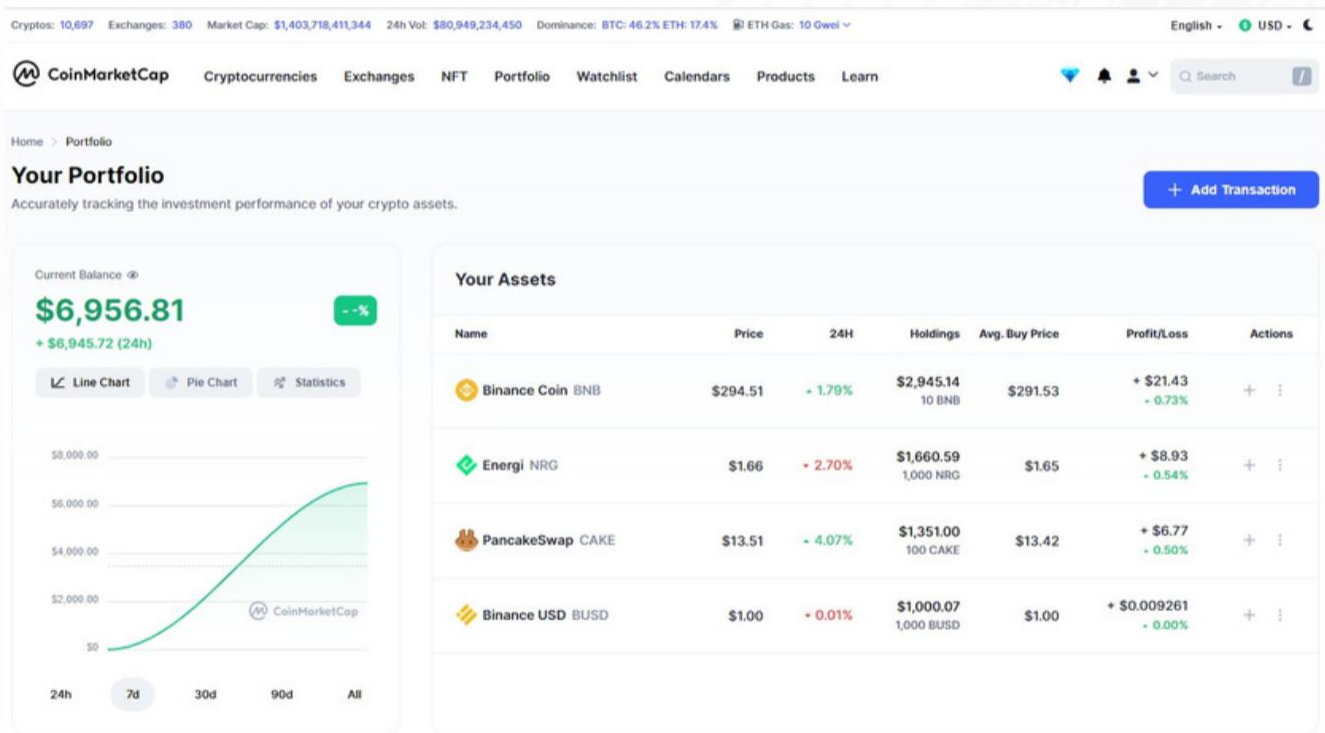 Cryptos: 10,697 Exchanges: 380 Market Cap: $1,403,718,411,344 24h Vol: $80,949,234,450 Dominance: BTC: 46.2% ETH: 17.4% ETH Gas: 10 Gwei English USD
CoinMarketCap Cryptocurrencies Exchanges NFT Portfolio Watchlist Calendars Products Learn Search /
Home > Portfolio
Your Portfolio
Accurately tracking the investment performance of your crypto assets.
+ Add Transaction
Current Balance
$6,956.81
- -%
+ $6,945.72 (24h)
Line Chart Pie Chart Statistics
$8,000.00
$6,000.00
$4,000.00
$2,000.00
CoinMarketCap
$0
24h 7d 30d 90d All
Your Assets
Name Price 24H Holdings Avg. Buy Price Profit/Loss Actions
Binance Coin BNB $294.51 1.79% $2,945.14 $291.53 + $21.43
10 BNB 0.73%
Energi NRG $1.66 2.70% $1,660.59 $1.65 + $8.93
1,000 NRG 0.54%
PancakeSwap CAKE $13.51 4.07% $1,351.00 $13.42 + $6.77
100 CAKE 0.50%
Binance USD BUSD $1.00 0.01% $1,000.07 $1.00 + $0.009261
1,000 BUSD 0.00%